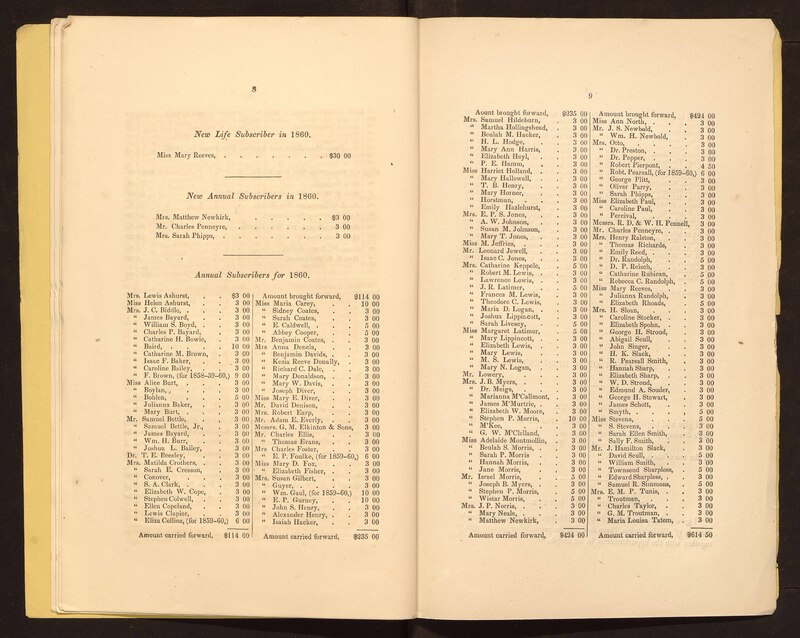 8
New Life Subscriber in 1860.
Miss Mary Reeves, . . . . . . . $30 00
New Annual Subscribers in 1860.
Mrs. Matthew Newkirk, . . . . . . $3 00
Mr. Charles Penneyre, . . . . . . 3 00
Mrs. Sarah Phipps, . . . . . . . 3 00
Annual Subscribers for 1860.
Mrs. Lewis Ashurst, . . $3 00
Miss Helen Ashurst, . . 3 00
Mrs. J. C. Biddle, . . . 3 00
" James Bayard, . . 3 00
" William S. Boyd, . . 3 00
" Charles P. Bayard, . . 3 00
" Catharine H. Bowie, . 3 00
" Baird, . . . . 10 00
" Catharine M. Brown, . 3 00
" Isaac F. Baker, . . 3 00
" Caroline Bailey, . . 3 00
" F. Brown, (for 1858-59-60,) 9 00
Miss Alice Burt, . . . 3 00
" Boylan, . . . . 3 00
" Bohlen, . . . . 5 00
" Julianna Baker, . . 3 00
" Mary Burt, . . . 3 00
Mr. Samuel Bettle, . . . 3 00
" Samuel Bettle, Jr., . . 3 00
" James Bayard, . . 3 00
" Wm. H. Burr, . . 3 00
" Joshua L. Bailey, . . 3 00
Dr. T. E. Beesley, . . . 3 00
Mrs. Matilda Crothers, . . 3 00
" Sarah E. Cresson, . . 3 00
" Conover, . . . 3 00
" S. A. Clark, . . . 3 00
" Elizabeth W. Cope, . 3 00
" Stephen Colwell, . . 3 00
" Ellen Copeland, . . 3 00
" Lewis Clapier, . . 3 00
" Eliza Collins, (for 1859-60,) 6 00
Amount carried forward, $114 00
Amount brought forward, $114 00
Miss Maria Carey, . . . 10 00
" Sidney Coates, . . 3 00
" Sarah Coates, . . 3 00
" E. Caldwell, . . . 5 00
" Abbey Cooper, . . 5 00
Mr. Benjamin Coates, . . 3 00
Mrs Anna Denela, . . . 3 00
" Benjamin Davids, . . 3 00
" Kesia Reeve Donally, . 3 00
" Richard C. Dale, . . 3 00
" Mary Donaldson, . . 3 00
" Mary W. Davis, . . 3 00
" Joseph Diver, . . 3 00
Miss Mary E. Diver, . . 3 00
Mr. David Denison, . . 3 00
Mrs. Robert Earp, . . . 3 00
Mr. Adam E. Everly, . . 3 00
Messrs. G. M. Elkinton & Sons, 3 00
Mr. Charles Ellis, . . . 3 00
" Thomas Evans, . . 3 00
Mrs Charles Foster, . . 3 00
" E. P. Foulke, (for 1859-60,) 6 00
Miss Mary D. Fox, . . . 3 00
" Elizabeth Fisher, . . 3 00
Mrs. Susan Gilbert, . . 3 00
" Guyer, . . . . 3 00
" Wm. Gaul, (for 1859-60,) 10 00
" E. P. Gurney, . . 10 00
" John S. Henry, . . 3 00
" Alexander Henry, . . 3 00
" Isaiah Hacker, . . 3 00
Amount carried forward, $235 00
9
Aount brought forward, $235 00
Mrs. Samuel Hildeburn, . 3 00
" Martha Hollingshead, . 3 00
" Beulah M. Hacker, . . 3 00
" H. L. Hodge, . . 3 00
" Mary Ann Harris, . . 3 00
" Elizabeth Heyl, . . 3 00
" P. E. Hamm, . . 3 00
Miss Harriet Holland, . . 3 00
" Mary Hallowell, . . 3 00
" T. B. Henry, . . 3 00
" Mary Horner, . . 3 00
" Horstman, . . . 3 00
" Emily Hazlehurst, . . 3 00
Mrs. E. P. S. Jones, . . 3 00
" A. W. Johnson, . . 3 00
" Susan M. Johnson, . 3 00
" Mary T. Jones, . . 3 00
Miss M. Jeffries, . . . 3 00
Mr. Leonard Jewell, . . 3 00
" Isaac C. Jones, . . 3 00
Mrs. Catharine Keppele, . 5 00
" Robert M. Lewis, . . 3 00
" Lawrence Lewis, . . 3 00
" J. R. Latimer, . . 5 00
" Frances M. Lewis, . . 3 00
" Theodore C. Lewis, . 3 00
" Maria D. Logan, . . 3 00
" Joshua Lippincott, . . 3 00
" Sarah Livesey, . . 5 00
Miss Margaret Latimer, . 3 00
" Mary Lippincott, . . 3 00
" Elizabeth Lewis, . . 3 00
" Mary Lewis, . . . 3 00
" M. S. Lewis, . . 3 00
" Mary N. Logan, . . 3 00
Mr. Lowery, . . . . 3 00
Mrs. J. B. Myers, . . . 3 00
" Dr. Meigs, . . . 3 00
" Marianna M'Callmont, . 3 00
" James M'Murtrie, . . 3 00
" Elizabeth W. Moore, . 3 00
" Stephen P. Morris, . 10 00
" M'Kee, . . . . 3 00
" G. W. M'Clelland, . . 3 00
Miss Adelaide Montmollin, . 3 00
" Beulah S. Morris, . . 3 00
" Sarah P. Morris . . 3 00
" Hannah Morris, . . 3 00
" Jane Morris, . . 3 00
Mr. Israel Morris, . . . 5 00
" Joseph B. Myers, . . 3 00
" Stephen P. Morris, . 5 00
" Wistar Morris, . . 5 00
Mrs. J. P. Norris, . . . 3 00
" Mary Neale, . . . 3 00
" Matthew Newkirk, . . 3 00
Amount carried forward, $424 00
Amount brought forward, $424 00
Miss Ann North, . . . 3 00
Mr. J. S. Newbold, . . . 3 00
" Wm. H. Newbold, . . 3 00
Mrs. Otto, . . . . 3 00
" Dr. Preston, . . . 3 00
" Dr. Pepper, . . . 3 00
" Robert Pierpont, . . 4 50
" Robt. Pearsall, (for 1859-60,) 6 00
" George Plitt, . . 3 00
" Oliver Parry, . . 3 00
" Sarah Phipps, . . 3 00
Miss Elizabeth Paul, . . 3 00
" Caroline Paul, . . 3 00
" Percival, . . . 3 00
Messrs. R. D. & W. H. Pennell, 3 00
Mr. Charles Penneyre, . . 3 00
Mrs. Henry Ralston, . . 3 00
" Thomas Richards, . . 3 00
" Emily Reed, . . . 3 00
" Dr. Randolph, . . 5 00
" D. P. Reisch, . . 3 00
" Catharine Rubican, . 5 00
" Rebecca C. Randolph, . 5 00
Miss Mary Reeves, . . . 3 00
" Julianna Randolph, . 3 00
" Elizabeth Rhoads, . . 5 00
Mrs. H. Sloan, . . . 3 00
" Caroline Stocker, . . 3 00
" Elizabeth Spohn, . . 3 00
" George H. Stroud, . . 3 00
" Abigail Scull, . . 3 00
" John Singer, . . 3 00
" H. K. Slack, . . . 3 00
" R. Pearsall Smith, . . 3 00
" Hannah Sharp, . . 3 00
" Elizabeth Sharp, . . 3 00
" W. D. Stroud, . . 3 00
" Edmund A. Souder, . 3 00
" George H. Stewart, . 3 00
" James Schott, . . 3 00
" Smyth, . . . . 5 00
Miss Stevens, . . . . 5 00
" S. Stevens, . . . 3 00
" Sarah Ellen Smith, . . 3 00
" Sally F. Smith, . . 3 00
Mr. J. Hamilton Slack, . . 3 00
" David Scull, . . . 5 00
" William Smith, . . 3 00
" Townsend Sharpless, . 5 00
" Edward Sharpless, . . 5 00
" Samuel R. Simmons, . 5 00
Mrs. E. M. P. Tunis, . . 3 00
" Troutman, . . . 3 00
" Charles Taylor, . . 3 00
" G. M. Troutman, . . 3 00
" Maria Louisa Tatem, . 3 00
Amount carried forward, $614 50